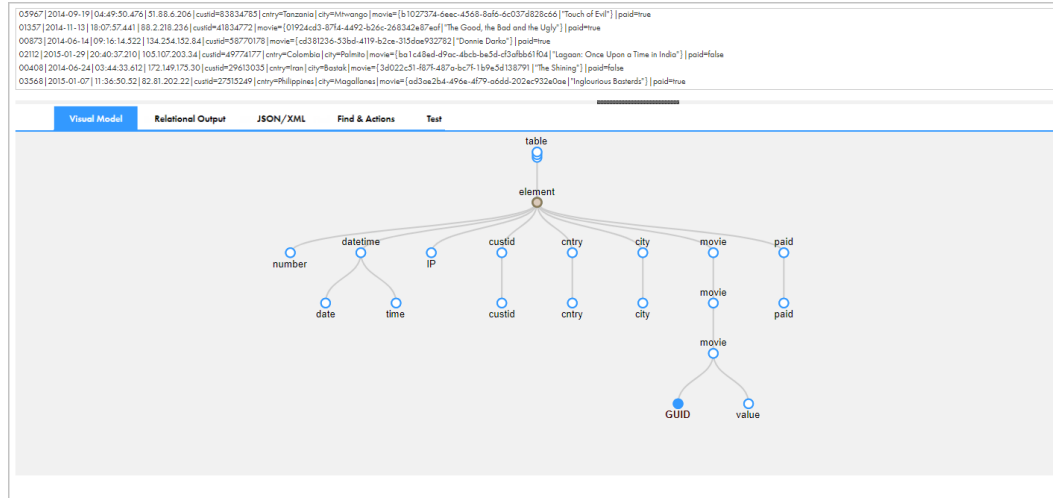 05967|2014-09-19|04:49:50.476|51.88.6.206|custid=83834785|cntry=Tanzania|city=Mtwango|movie={b1027374-6eec-4568-8af6-6c037d828c66|"Touch of Evil"}|paid=true
01357|2014-11-13|18:07:57.441|88.2.218.236|custid=41834772|movie={01924cd3-87f4-4492-b26c-268342e87eaf|"The Good, the Bad and the Ugly"}|paid=true
00873|2014-06-14|09:16:14.522|134.254.152.84|custid=58770178|movie={cd381236-53bd-4119-b2ce-315dae932782|"Donnie Darko"}|paid=true
02112|2015-01-29|20:40:37.210|105.107.203.34|custid=49774177|cntry=Colombia|city=Palmito|movie={ba1c48ed-d9ac-4bcb-be5d-cf3afbb61f04|"Lagaan: Once Upon a Time in India"}|paid=false
00408|2014-06-24|03:44:33.612|172.149.175.30|custid=29613035|cntry=Iran|city=Bastak|movie={3d022c51-f87f-487a-bc7f-1b9e5d138791|"The Shining"}|paid=false
03568|2015-01-07|11:36:50.52|82.81.202.22|custid=27515249|cntry=Philippines|city=Magallanes|movie={ad3ae2b4-496e-4f79-a6dd-202ec932e0ae|"Inglourious Basterds"}|paid=true
Visual Model Relational Output JSON/XML Find & Actions Test
table
element
datetime custid cntry city movie paid
number IP
movie
date time custid cntry city paid
movie
GUID value